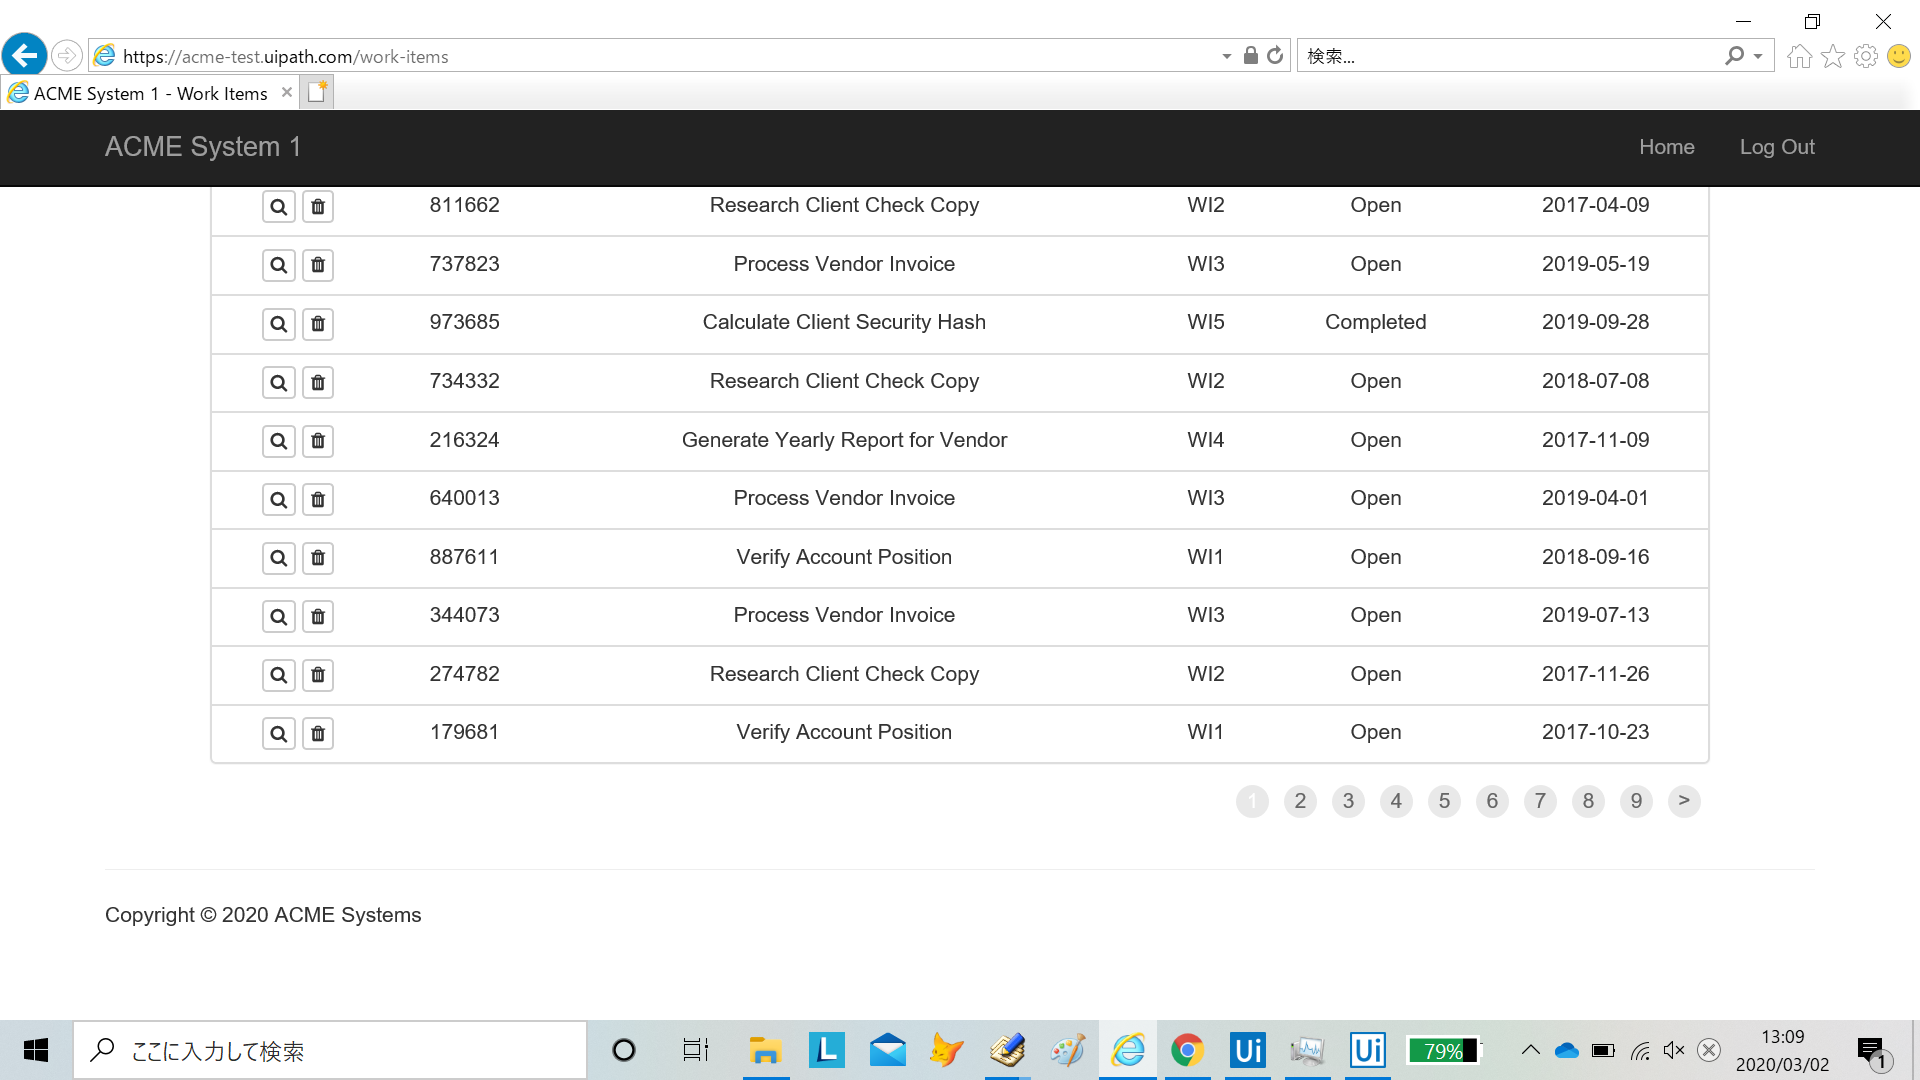 https://acme-test.uipath.com/work-items
検索...
ACME System 1 - Work Items
ACME System 1
Home
Log Out
811662 Research Client Check Copy WI2 Open 2017-04-09
737823 Process Vendor Invoice WI3 Open 2019-05-19
973685 Calculate Client Security Hash WI5 Completed 2019-09-28
734332 Research Client Check Copy WI2 Open 2018-07-08
216324 Generate Yearly Report for Vendor WI4 Open 2017-11-09
640013 Process Vendor Invoice WI3 Open 2019-04-01
887611 Verify Account Position WI1 Open 2018-09-16
344073 Process Vendor Invoice WI3 Open 2019-07-13
274782 Research Client Check Copy WI2 Open 2017-11-26
179681 Verify Account Position WI1 Open 2017-10-23
1 2 3 4 5 6 7 8 9 >
Copyright © 2020 ACME Systems
ここに入力して検索
L
Ui
Ui
79%
13:09
2020/03/02
1